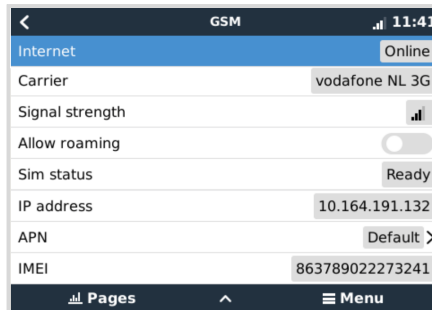 GSM 11:41
Internet Online
Carrier vodafone NL 3G
Signal strength
Allow roaming
Sim status Ready
IP address 10.164.191.132
APN Default
IMEI 863789022273241
Pages Menu